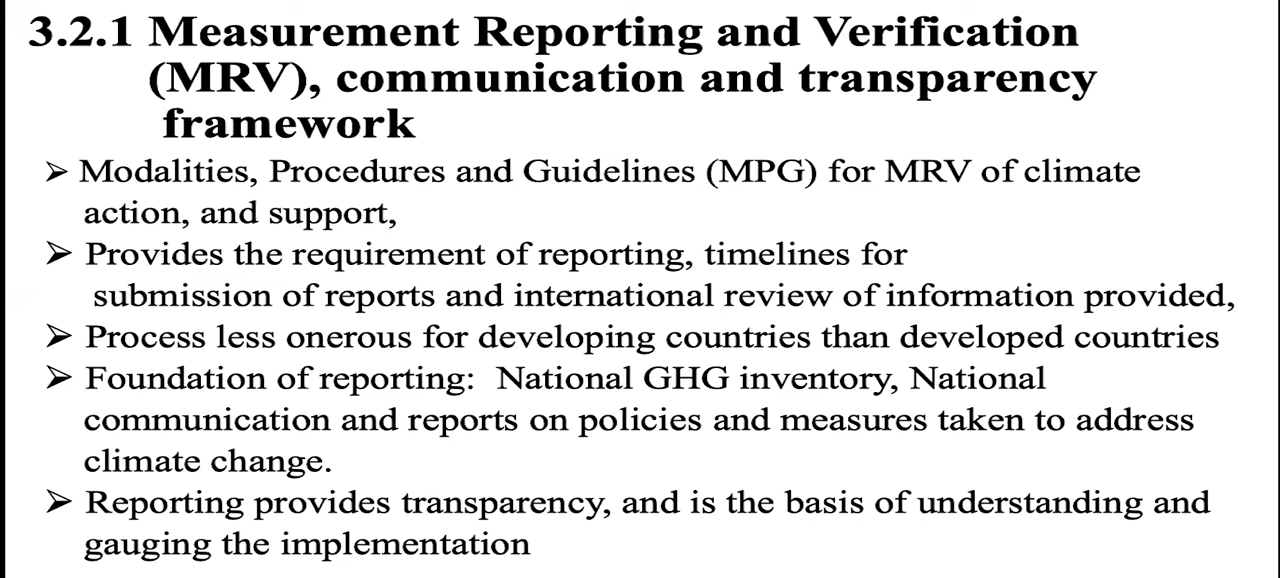 3.2.1 Measurement Reporting and Verification
(MRV), communication and transparency
framework
➢ Modalities, Procedures and Guidelines (MPG) for MRV of climate
action, and support,
➢ Provides the requirement of reporting, timelines for
submission of reports and international review of information provided,
➢ Process less onerous for developing countries than developed countries
➢ Foundation of reporting: National GHG inventory, National
communication and reports on policies and measures taken to address
climate change.
➢ Reporting provides transparency, and is the basis of understanding and
gauging the implementation